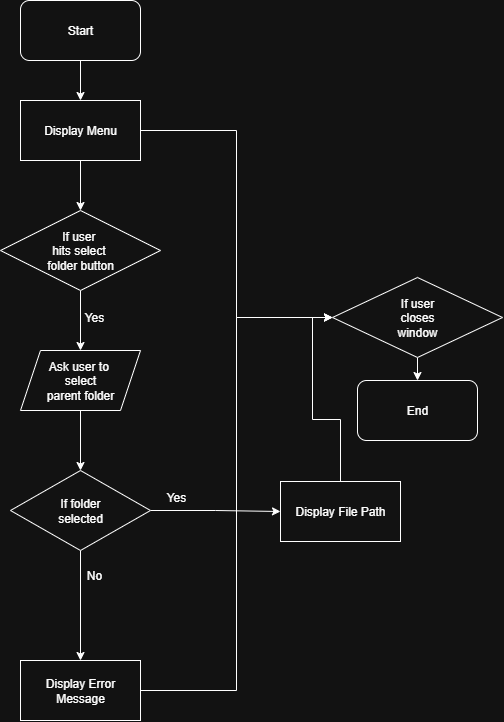 Start
Display Menu
If user
hits select
folder button
Yes
Ask user to
select
parent folder
If folder
selected
Yes
No
Display Error
Message
Display File Path
If user
closes
window
End